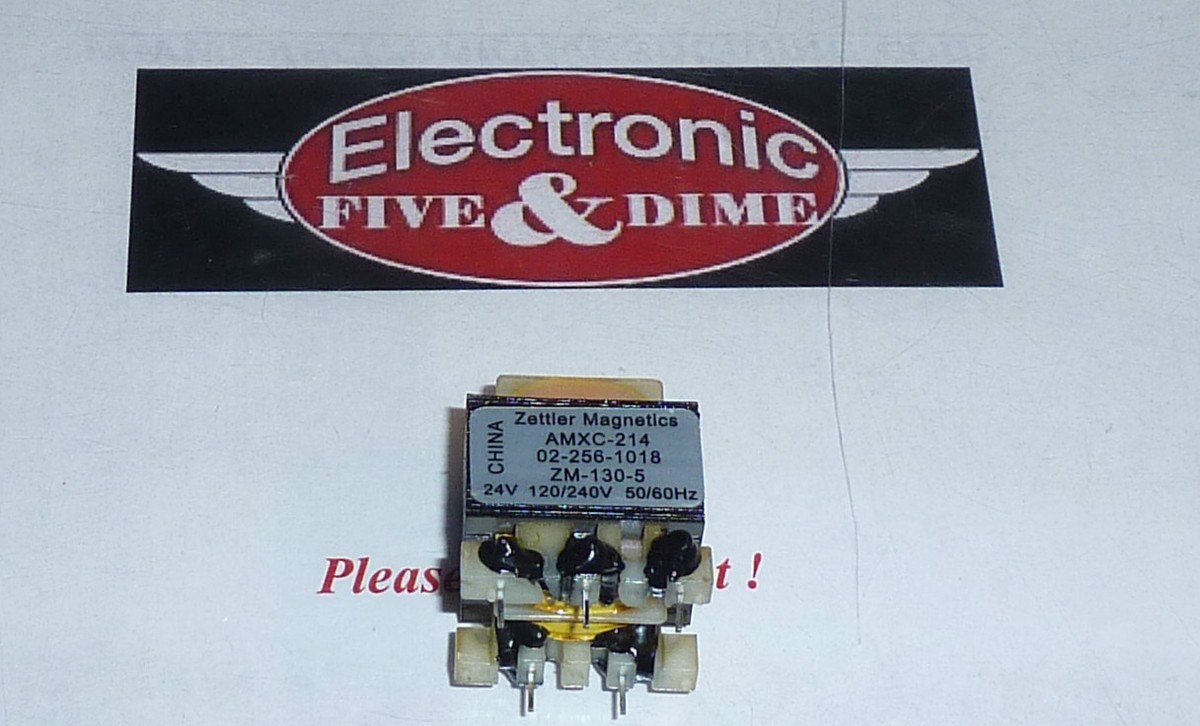 Electronic
FIVE & DIME
CHINA
Zettler Magnetics
AMXC-214
02-256-1018
ZM-130-5
24V 120/240V 50/60Hz
Please t !